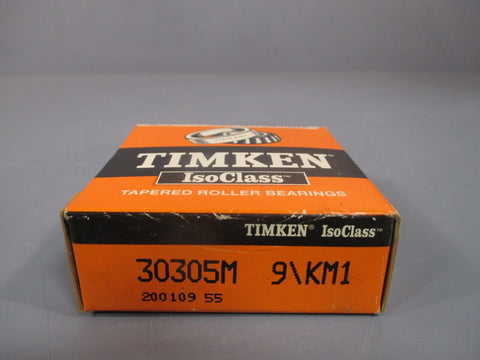 TIMKEN®
IsoClass™
TAPERED ROLLER BEARINGS
TIMKEN® IsoClass™
30305M 9\KM1
200109 55